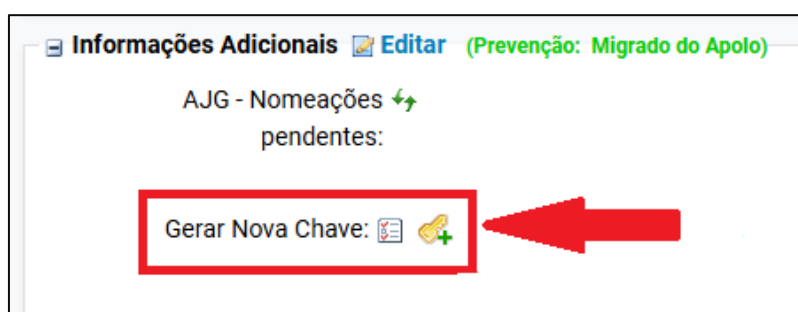 Informações Adicionais Editar (Prevenção: Migrado do Apolo)
AJG - Nomeações
pendentes:
Gerar Nova Chave: